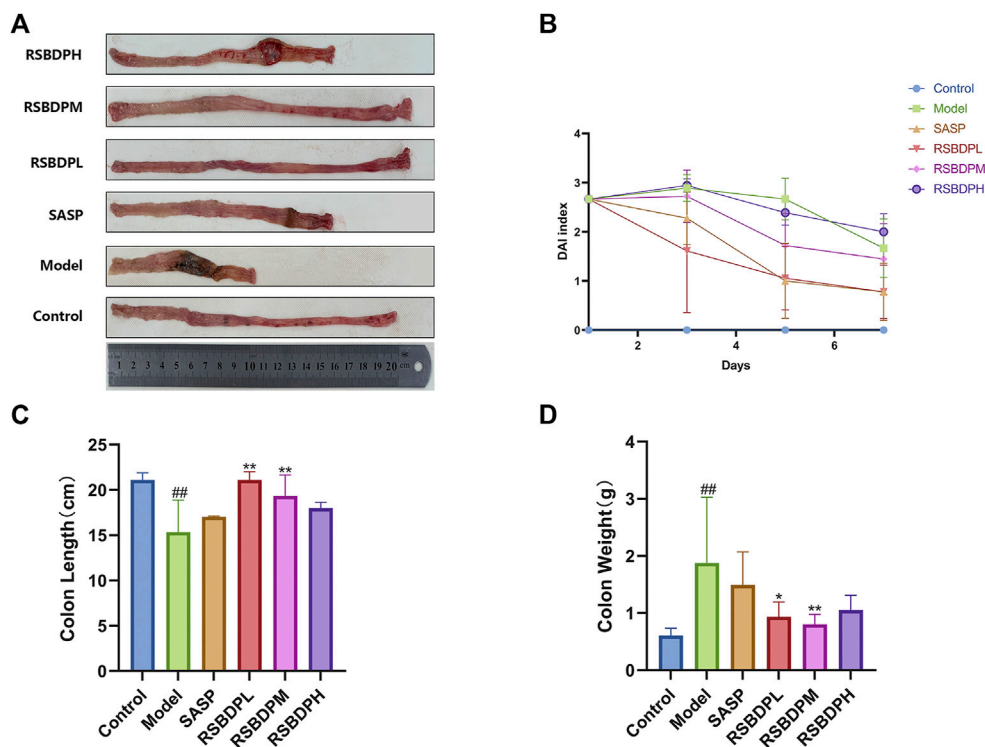 A
RSBDPH
RSBDPM
RSBDPL
SASP
Model
Control
1 2 3 4 5 6 7 8 9 10 11 12 13 14 15 16 17 18 19 20 cm
B
Control
Model
SASP
RSBDPL
RSBDPM
RSBDPH
4
3
2
1
0
DAI index
2 4 6
Days
C
25
20
15
10
5
0
Colon Length(cm)
##
**
**
Control
Model
SASP
RSBDPL
RSBDPM
RSBDPH
D
4
3
2
1
0
Colon Weight(g)
##
*
**
Control
Model
SASP
RSBDPL
RSBDPM
RSBDPH